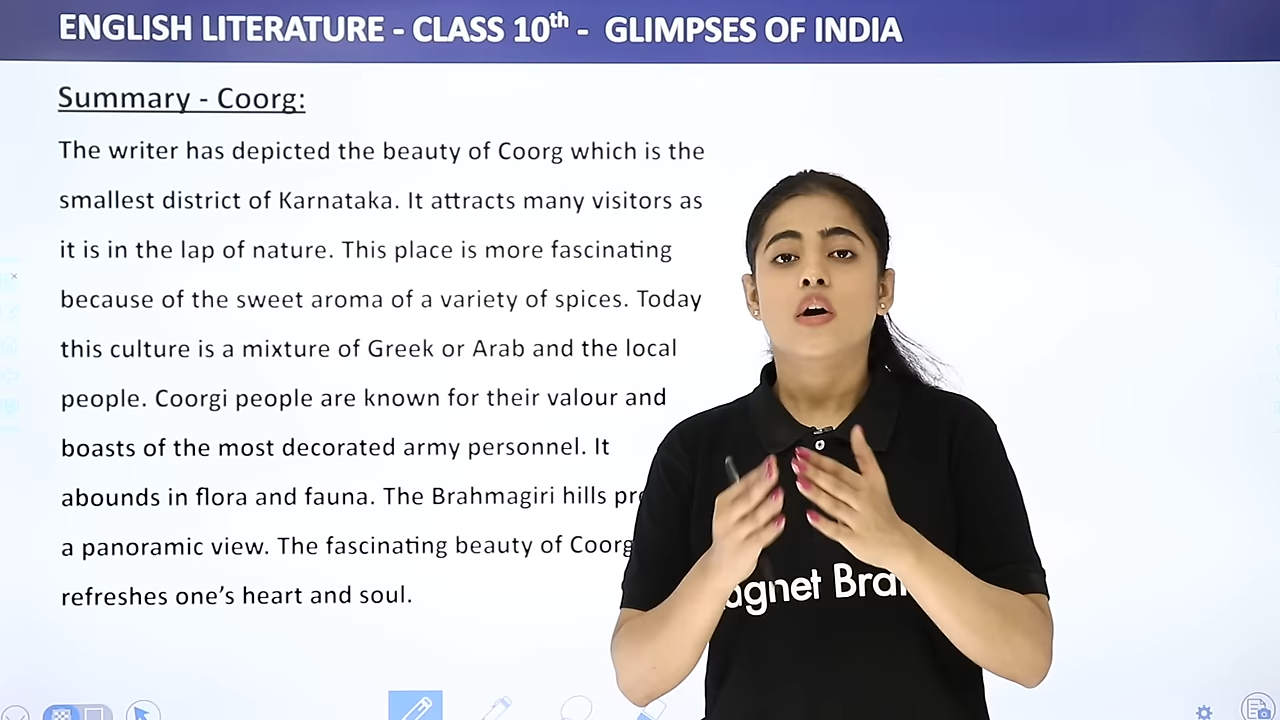 ENGLISH LITERATURE - CLASS 10th - GLIMPSES OF INDIA
Summary - Coorg:
The writer has depicted the beauty of Coorg which is the
smallest district of Karnataka. It attracts many visitors as
it is in the lap of nature. This place is more fascinating
because of the sweet aroma of a variety of spices. Today
this culture is a mixture of Greek or Arab and the local
people. Coorgi people are known for their valour and
boasts of the most decorated army personnel. It
abounds in flora and fauna. The Brahmagiri hills
a panoramic view. The fascinating beauty of Coorg
refreshes one's heart and soul.